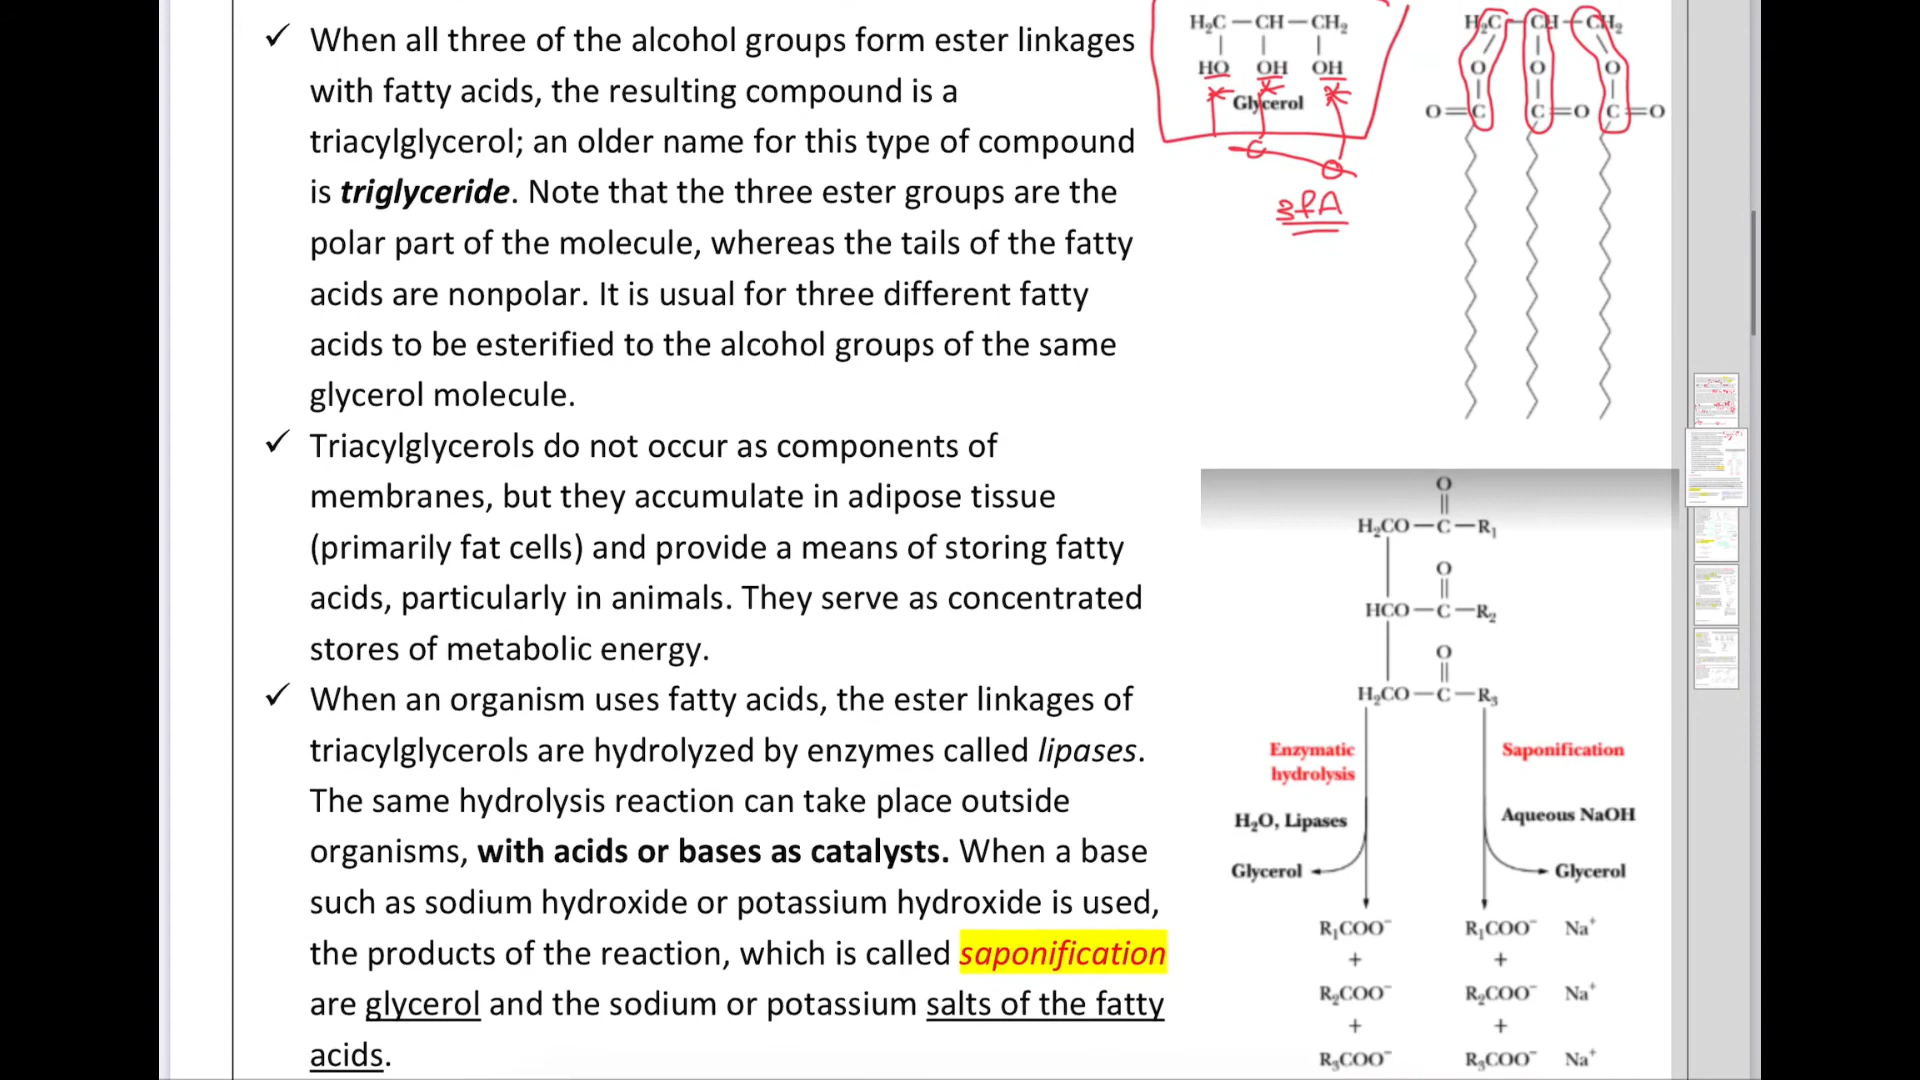 ✓ When all three of the alcohol groups form ester linkages
with fatty acids, the resulting compound is a
triacylglycerol; an older name for this type of compound
is triglyceride. Note that the three ester groups are the
polar part of the molecule, whereas the tails of the fatty
acids are nonpolar. It is usual for three different fatty
acids to be esterified to the alcohol groups of the same
glycerol molecule.
✓ Triacylglycerols do not occur as components of
membranes, but they accumulate in adipose tissue
(primarily fat cells) and provide a means of storing fatty
acids, particularly in animals. They serve as concentrated
stores of metabolic energy.
✓ When an organism uses fatty acids, the ester linkages of
triacylglycerols are hydrolyzed by enzymes called lipases.
The same hydrolysis reaction can take place outside
organisms, with acids or bases as catalysts. When a base
such as sodium hydroxide or potassium hydroxide is used,
the products of the reaction, which is called saponification
are glycerol and the sodium or potassium salts of the fatty
acids.
H₂C—CH—CH₂
HO OH OH
Glycerol
3fA
H₂C—CH—CH₂
O O O
O=C C=O C=O
O
H₂CO—C—R₁
O
HCO—C—R₂
O
H₂CO—C—R₃
Enzymatic
hydrolysis
H₂O, Lipases
Glycerol
Saponification
Aqueous NaOH
Glycerol
R₁COO⁻
+
R₂COO⁻
+
R₃COO⁻
R₁COO⁻ Na⁺
+
R₂COO⁻ Na⁺
+
R₃COO⁻ Na⁺